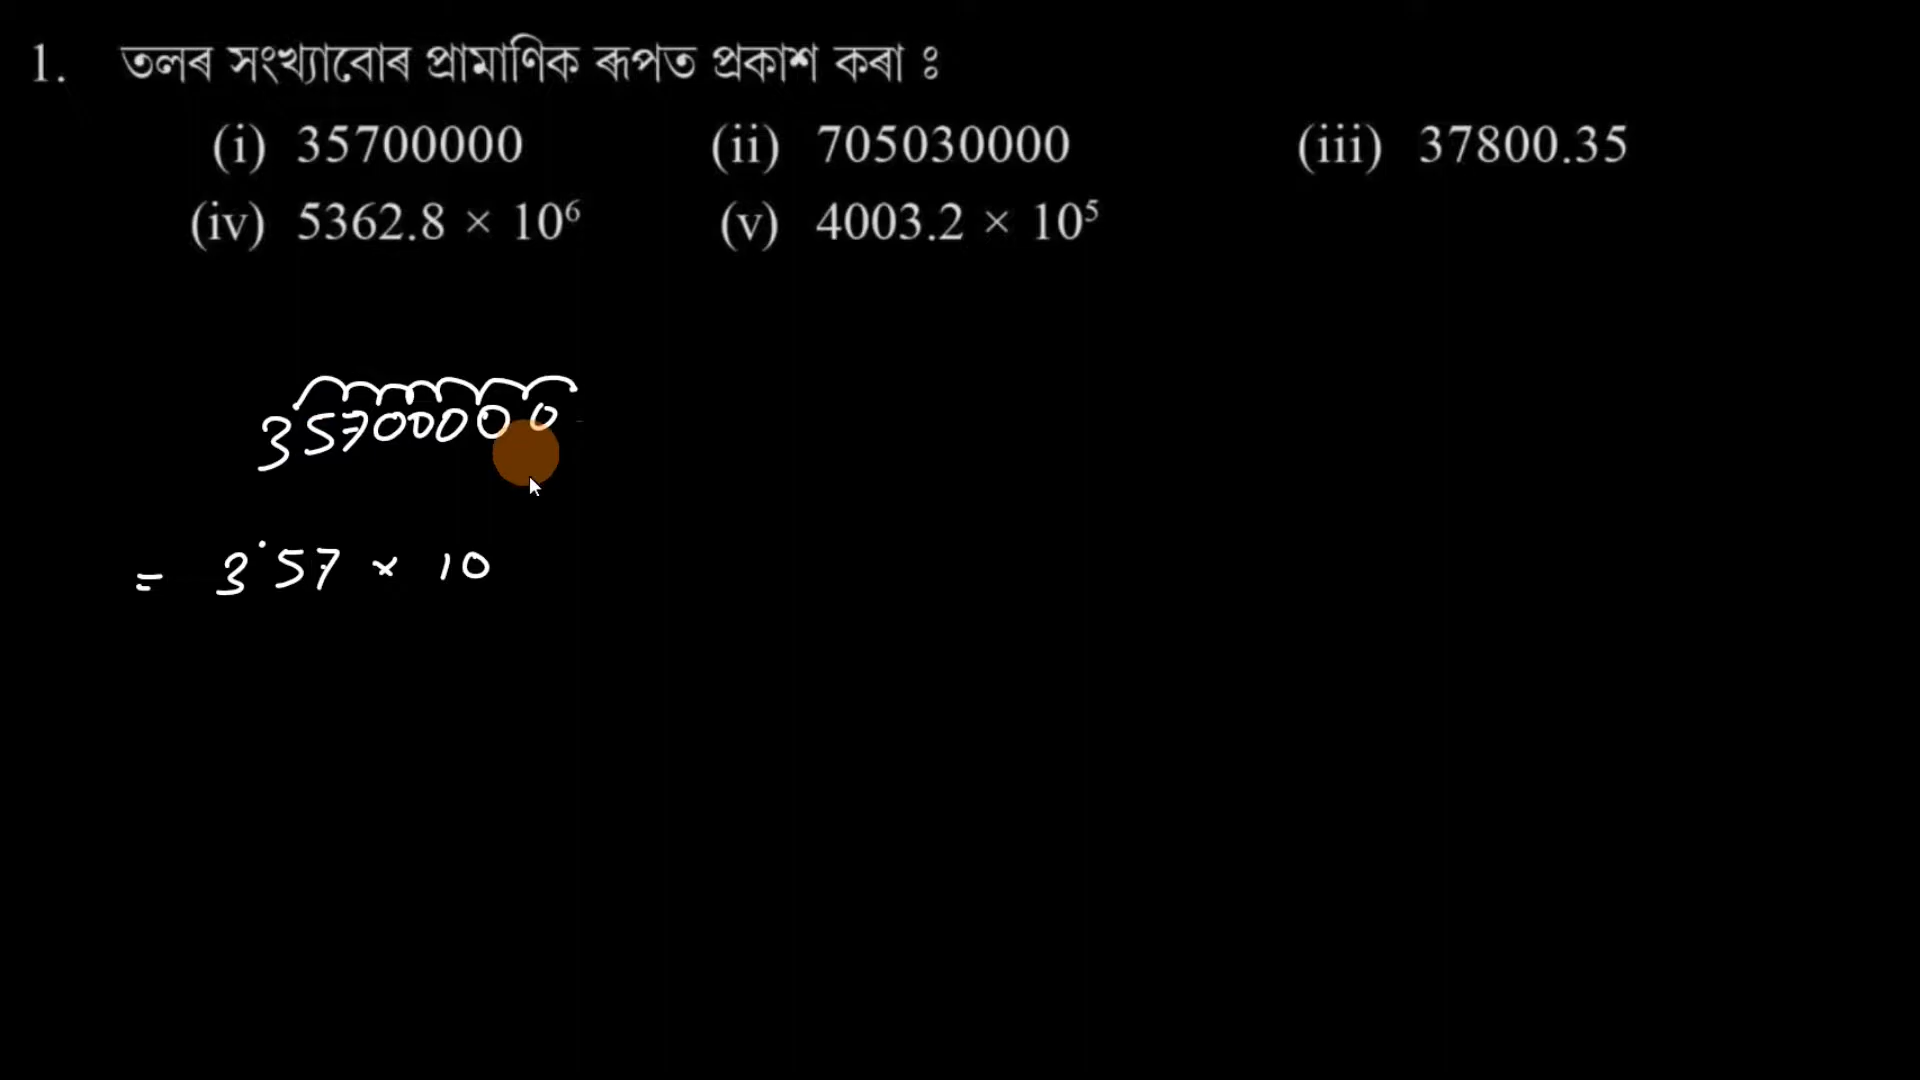 1. তলৰ সংখ্যাবোৰ প্ৰামাণিক ৰূপত প্ৰকাশ কৰা ঃ
(i) 35700000 (ii) 705030000 (iii) 37800.35
(iv) 5362.8 × 10⁶ (v) 4003.2 × 10⁵
35700000
= 3.57 × 10